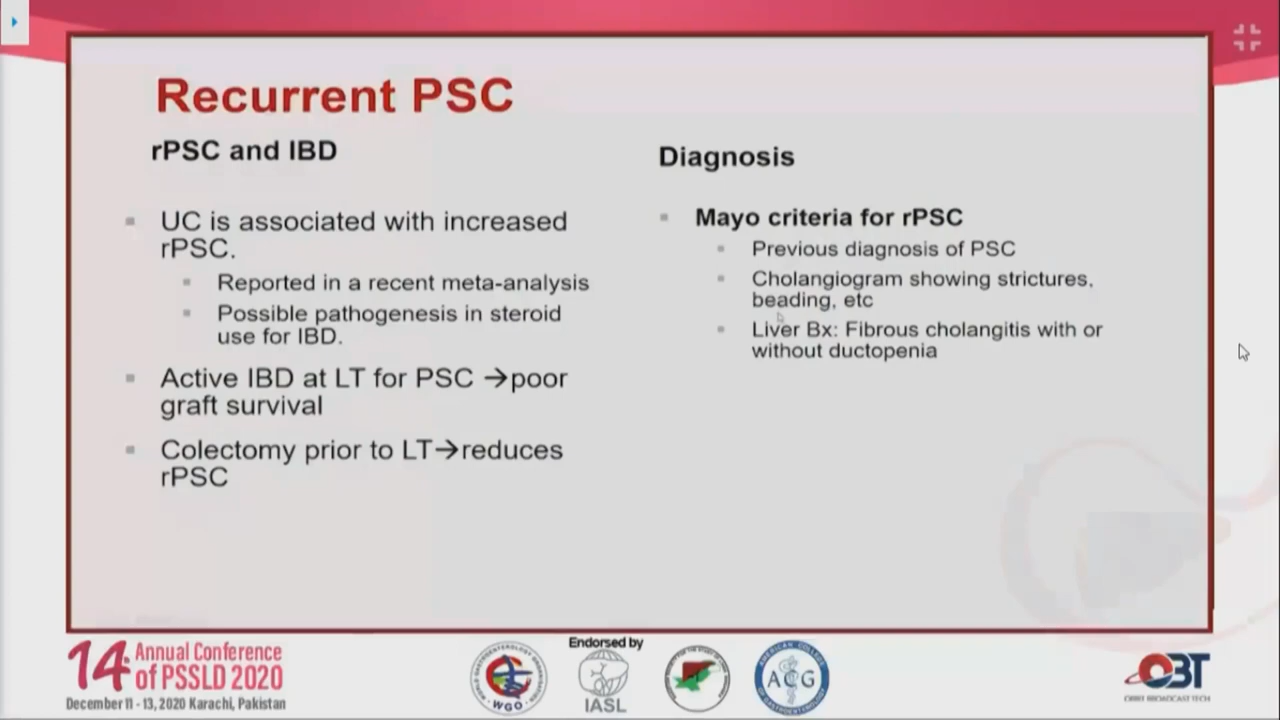 Recurrent PSC
rPSC and IBD
UC is associated with increased
rPSC.
Reported in a recent meta-analysis
Possible pathogenesis in steroid
use for IBD.
Active IBD at LT for PSC →poor
graft survival
Colectomy prior to LT→reduces
rPSC
Diagnosis
Mayo criteria for rPSC
Previous diagnosis of PSC
Cholangiogram showing strictures,
beading, etc
Liver Bx: Fibrous cholangitis with or
without ductopenia
14th Annual Conference
of PSSLD 2020
December 11 - 13, 2020 Karachi, Pakistan
Endorsed by
WGO
IASL
AMERICAN COLLEGE
ACG
OF GASTROENTEROLOGY
OBT
ORBIT BROADCAST TECH